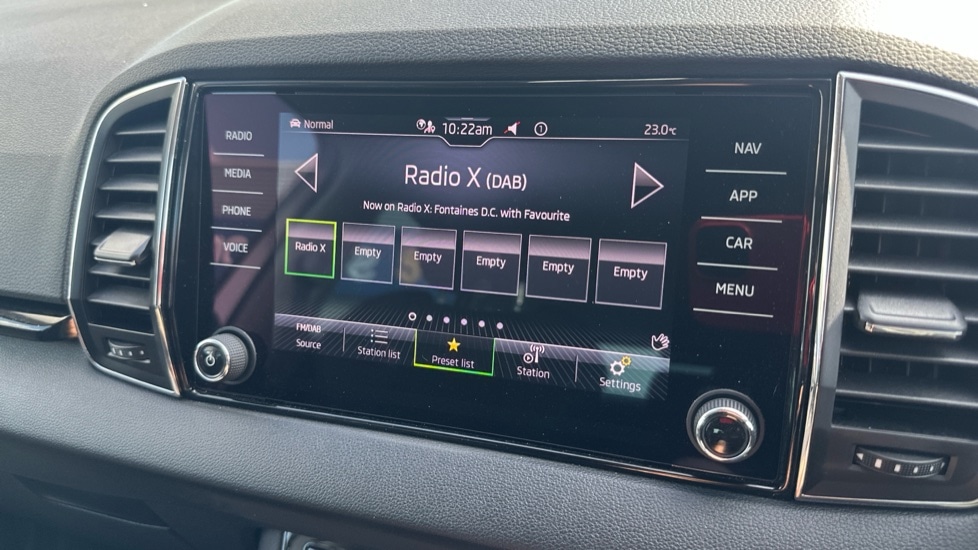 RADIO
MEDIA
PHONE
VOICE
Normal
10:22am
1
23.0°c
Radio X (DAB)
Now on Radio X: Fontaines D.C. with Favourite
Radio X Empty Empty Empty Empty Empty
FM/DAB
Source
Station list
Preset list
Station
Settings
NAV
APP
CAR
MENU